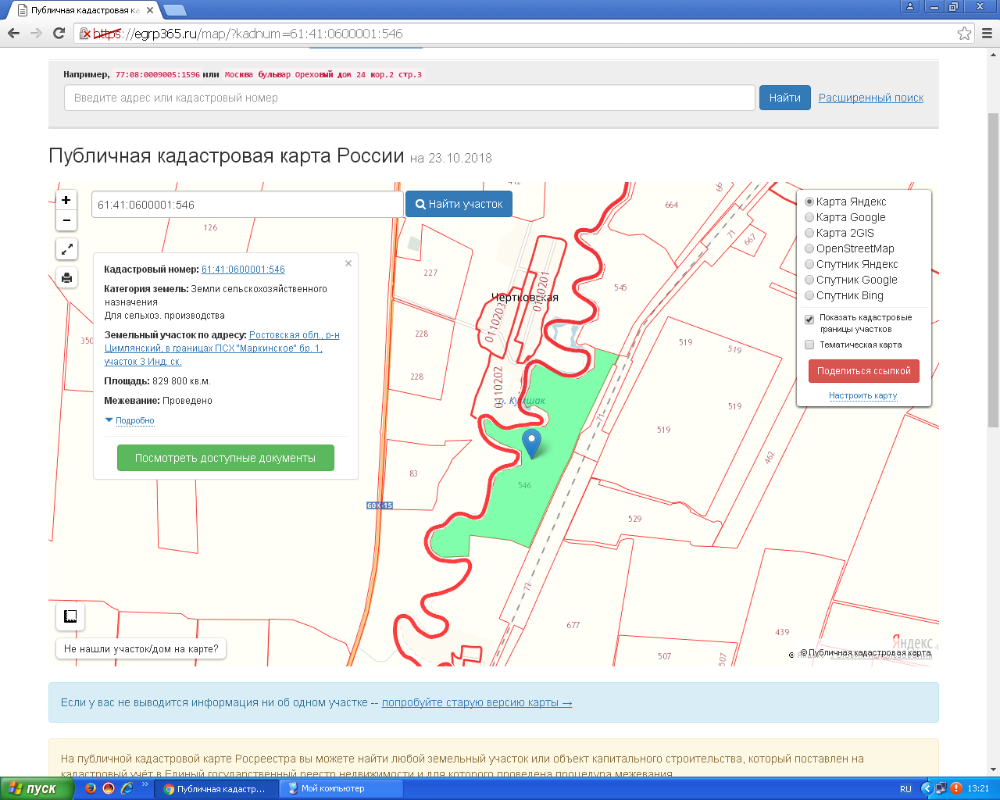 Публичная кадастровая ка
https://egrp365.ru/map/?kadnum=61:41:0600001:546
Например, 77:08:0009005:1596 или Москва бульвар Ореховый дом 24 кор.2 стр.3
Введите адрес или кадастровый номер
Найти
Расширенный поиск
Публичная кадастровая карта России на 23.10.2018
61:41:0600001:546
Найти участок
Карта Яндекс
Карта Google
Карта 2GIS
OpenStreetMap
Спутник Яндекс
Спутник Google
Спутник Bing
Показать кадастровые
границы участков
Тематическая карта
Поделиться ссылкой
Настроить карту
Кадастровый номер: 61:41:0600001:546
Категория земель: Земли сельскохозяйственного
назначения
Для сельхоз. производства
Земельный участок по адресу: Ростовская обл., р-н
Цимлянский, в границах ПСХ "Маркинское" бр. 1,
участок 3 Инд. ск.
Площадь: 829 800 кв.м.
Межевание: Проведено
Подробно
Посмотреть доступные документы
412
664
126
71
667
227
545
Чертковская
0110201
0110203
350
228
519
519
228
0110202
519
71
519
83
462
546
60К-15
529
72
677
439
507
507
Яндекс
© Публичная кадастровая карта
Не нашли участок/дом на карте?
Если у вас не выводится информация ни об одном участке -- попробуйте старую версию карты →
На публичной кадастровой карте Росреестра вы можете найти любой земельный участок или объект капитального строительства, который поставлен на
кадастровый учёт в Единый государственный реестр недвижимости и для которого проведена процедура межевания.
пуск
Публичная кадастр...
Мой компьютер
RU
13:21